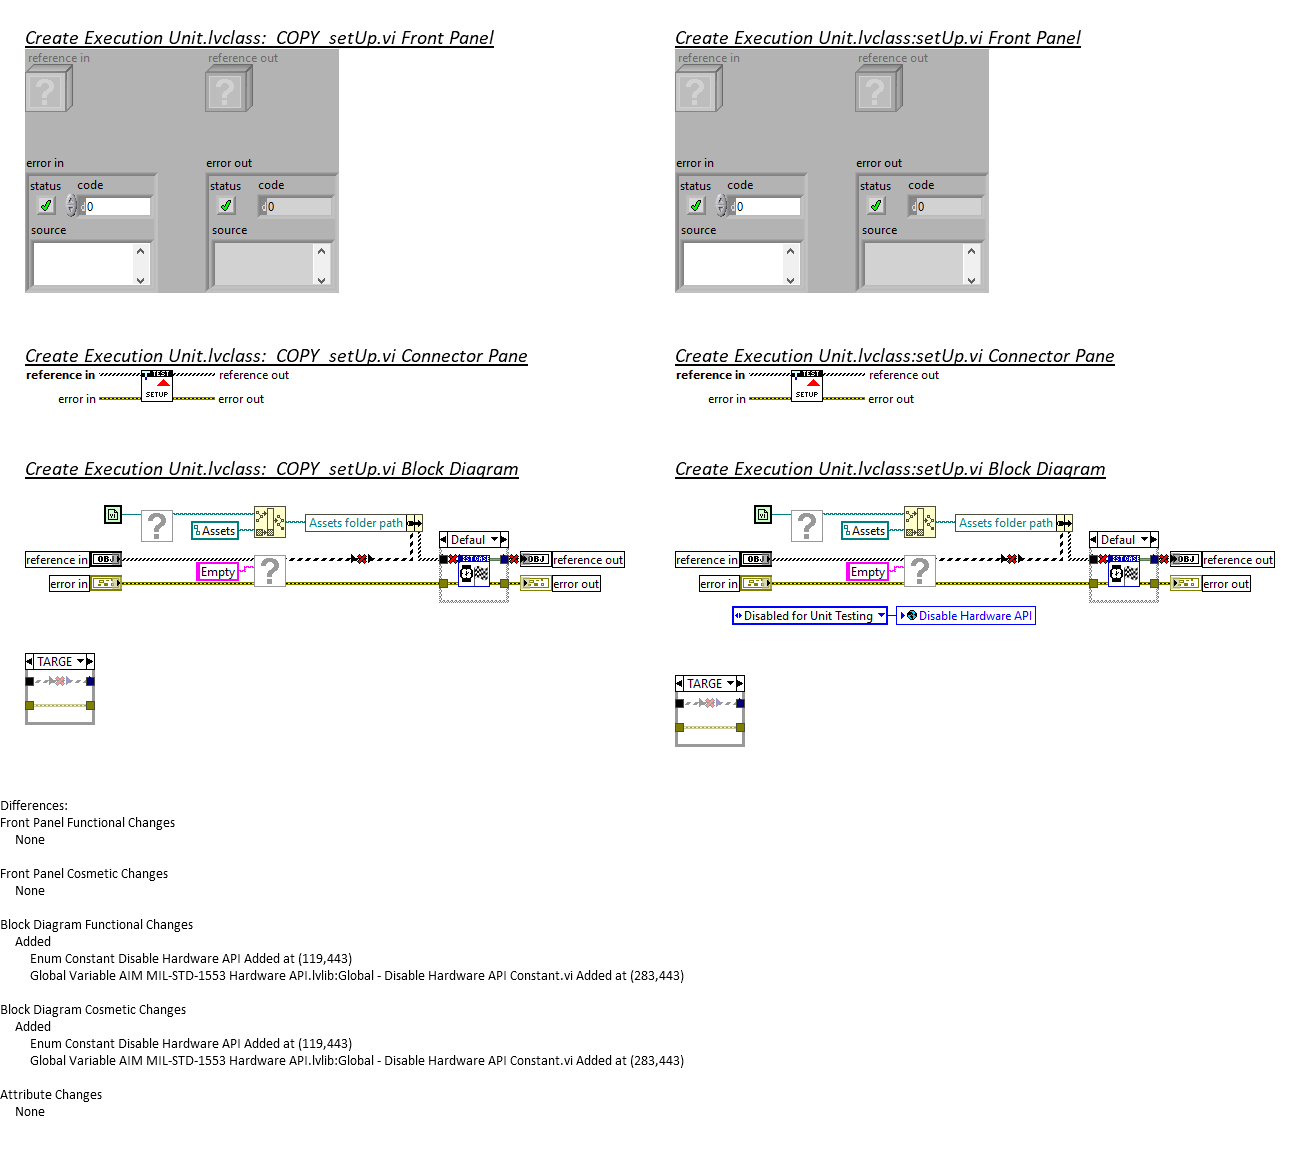 Create Execution Unit.lvclass:_COPY_setUp.vi Front Panel
Create Execution Unit.lvclass:setUp.vi Front Panel
reference in
reference out
reference in
reference out
error in
error out
error in
error out
status
code
status
code
status
code
status
code
0
0
0
0
source
source
source
source
Create Execution Unit.lvclass:_COPY_setUp.vi Connector Pane
Create Execution Unit.lvclass:setUp.vi Connector Pane
reference in
TEST
reference out
reference in
TEST
reference out
error in
SETUP
error out
error in
SETUP
error out
Create Execution Unit.lvclass:_COPY_setUp.vi Block Diagram
Create Execution Unit.lvclass:setUp.vi Block Diagram
Assets
Assets folder path
Assets
Assets folder path
Defaul
Defaul
reference in
OBJ
OBJ
reference out
reference in
OBJ
OBJ
reference out
Empty
Empty
error in
error out
error in
error out
Disabled for Unit Testing
Disable Hardware API
TARGE
TARGE
Differences:
Front Panel Functional Changes
None
Front Panel Cosmetic Changes
None
Block Diagram Functional Changes
Added
Enum Constant Disable Hardware API Added at (119,443)
Global Variable AIM MIL-STD-1553 Hardware API.lvlib:Global - Disable Hardware API Constant.vi Added at (283,443)
Block Diagram Cosmetic Changes
Added
Enum Constant Disable Hardware API Added at (119,443)
Global Variable AIM MIL-STD-1553 Hardware API.lvlib:Global - Disable Hardware API Constant.vi Added at (283,443)
Attribute Changes
None